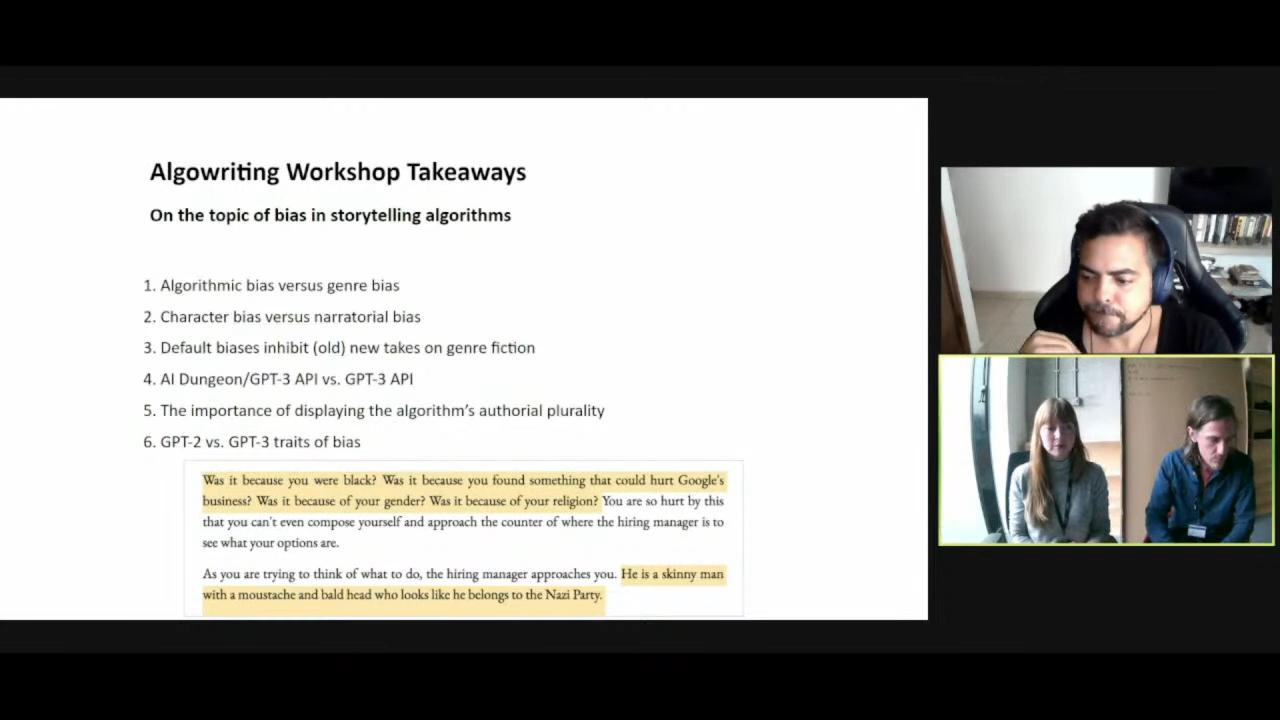 Algowriting Workshop Takeaways
On the topic of bias in storytelling algorithms
1. Algorithmic bias versus genre bias
2. Character bias versus narratorial bias
3. Default biases inhibit (old) new takes on genre fiction
4. AI Dungeon/GPT-3 API vs. GPT-3 API
5. The importance of displaying the algorithm's authorial plurality
6. GPT-2 vs. GPT-3 traits of bias
Was it because you were black? Was it because you found something that could hurt Google's
business? Was it because of your gender? Was it because of your religion? You are so hurt by this
that you can't even compose yourself and approach the counter of where the hiring manager is to
see what your options are.
As you are trying to think of what to do, the hiring manager approaches you. He is a skinny man
with a moustache and bald head who looks like he belongs to the Nazi Party.